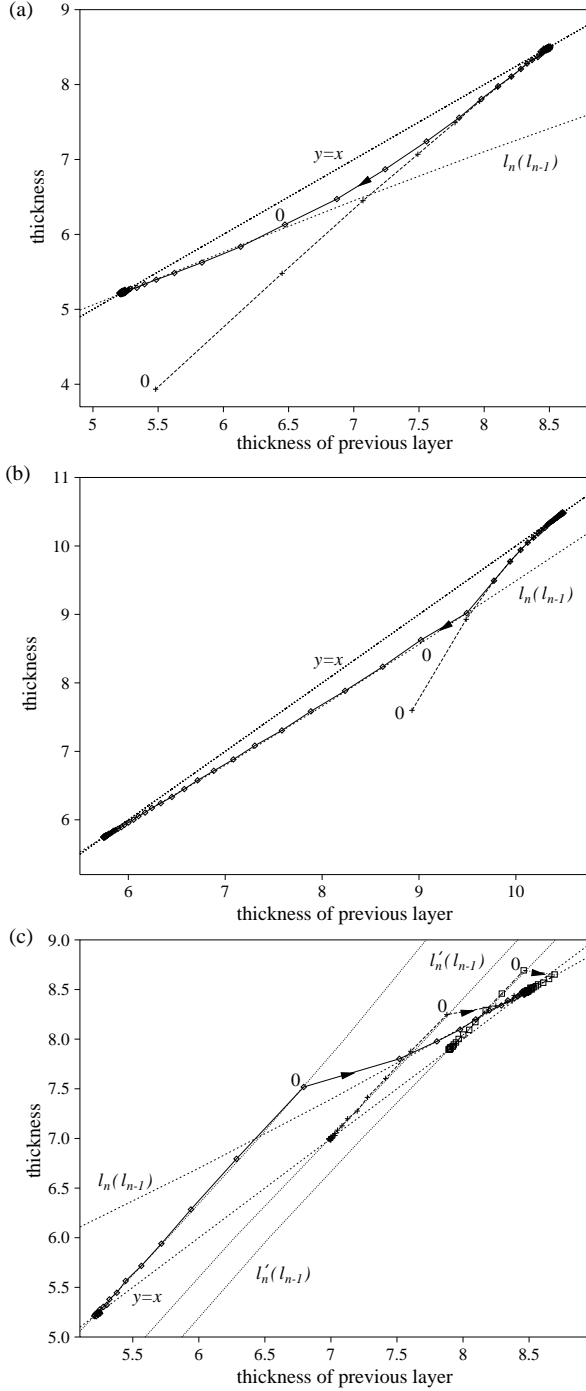 (a)
9
8
7
6
5
4
thickness
y=x
l_n(l_{n-1})
0
0
5 5.5 6 6.5 7 7.5 8 8.5
thickness of previous layer
(b)
11
10
9
8
7
6
thickness
y=x
l_n(l_{n-1})
0
0
6 7 8 9 10
thickness of previous layer
(c)
9.0
8.5
8.0
7.5
7.0
6.5
6.0
5.5
5.0
thickness
l_n'(l_{n-1})
0
0
0
l_n(l_{n-1})
l_n'(l_{n-1})
y=x
5.5 6 6.5 7 7.5 8 8.5
thickness of previous layer